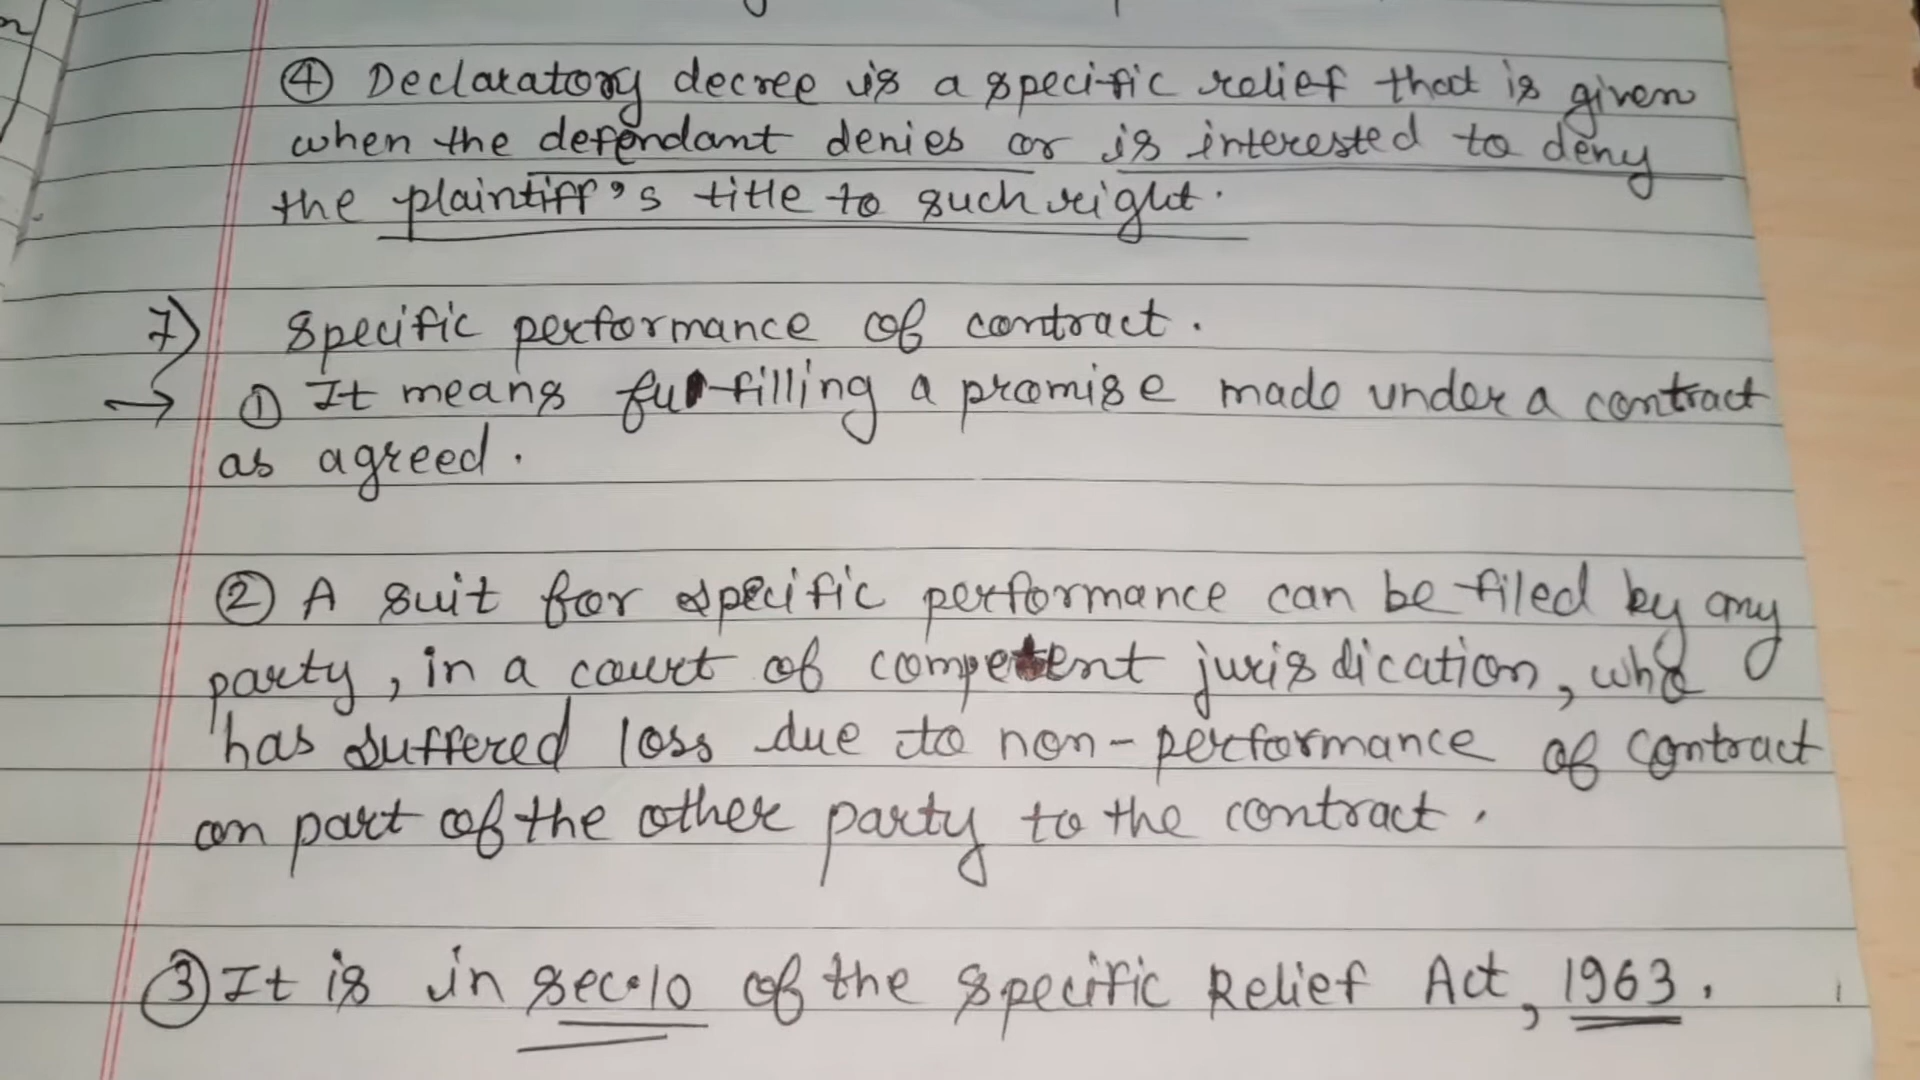 ④ Declaratory decree is a specific relief that is given
when the defendant denies or is interested to deny
the plaintiff's title to such right.
7) Specific performance of contract.
→ ① It means fulfilling a promise made under a contract
as agreed.
② A suit for specific performance can be filed by any
party, in a court of competent jurisdication, who
has suffered loss due to non-performance of contract
on part of the other party to the contract.
③ It is in sec.10 of the Specific Relief Act, 1963.